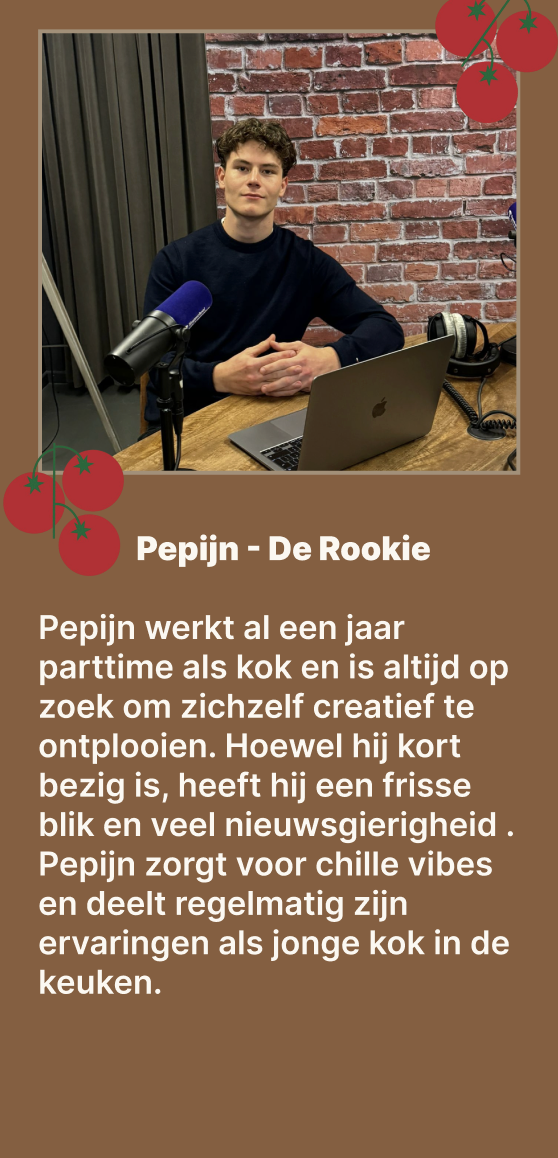 Pepijn - De Rookie
Pepijn werkt al een jaar
parttime als kok en is altijd op
zoek om zichzelf creatief te
ontplooien. Hoewel hij kort
bezig is, heeft hij een frisse
blik en veel nieuwsgierigheid .
Pepijn zorgt voor chille vibes
en deelt regelmatig zijn
ervaringen als jonge kok in de
keuken.